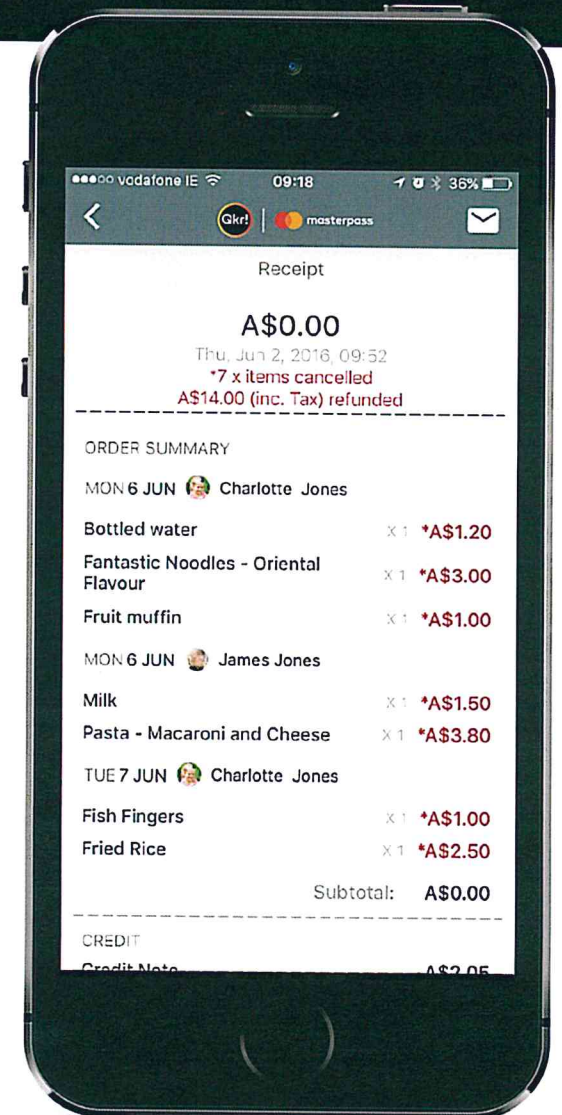 vodafone IE 09:18 36%
Qkr! masterpass
Receipt
A$0.00
Thu, Jun 2, 2016, 09:52
*7 x items cancelled
A$14.00 (inc. Tax) refunded
ORDER SUMMARY
MON 6 JUN Charlotte Jones
Bottled water X 1 *A$1.20
Fantastic Noodles - Oriental
Flavour X 1 *A$3.00
Fruit muffin X 1 *A$1.00
MON 6 JUN James Jones
Milk X 1 *A$1.50
Pasta - Macaroni and Cheese X 1 *A$3.80
TUE 7 JUN Charlotte Jones
Fish Fingers X 1 *A$1.00
Fried Rice X 1 *A$2.50
Subtotal: A$0.00
CREDIT
Credit Note A$2.05